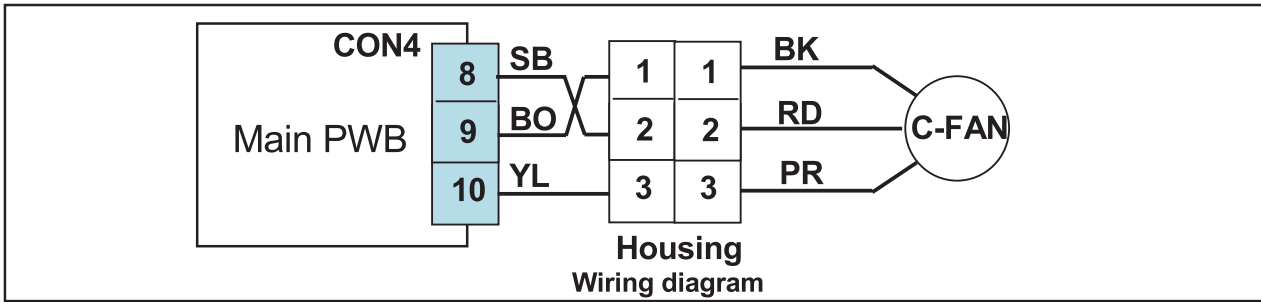 CON4
8 SB 1 1 BK
Main PWB 9 BO 2 2 RD C-FAN
10 YL 3 3 PR
Housing
Wiring diagram